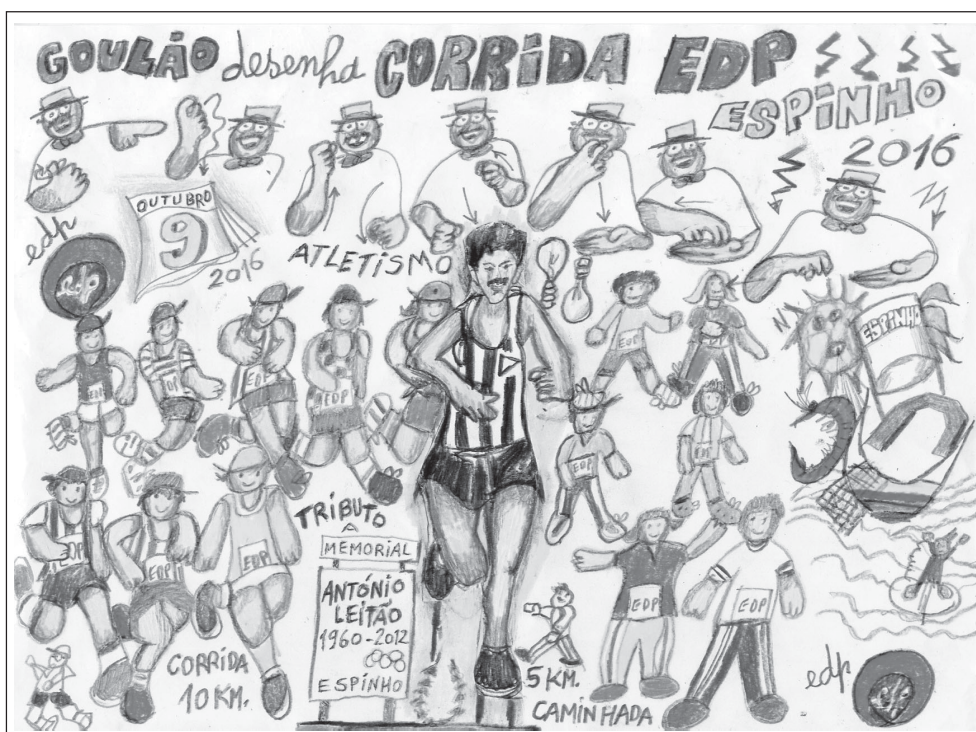 GOULÃO desenha CORRIDA EDP
ESPINHO
2016
OUTUBRO
9
2016
edp
ATLETISMO
ESPINHO
EDP
EDP
EDP
EDP
EDP
EDP
EDP
EDP
EDP
EDP
EDP
EDP
TRIBUTO
A
MEMORIAL
ANTÓNIO
LEITÃO
1960-2012
ESPINHO
CORRIDA
10 KM.
5 KM.
CAMINHADA
edp